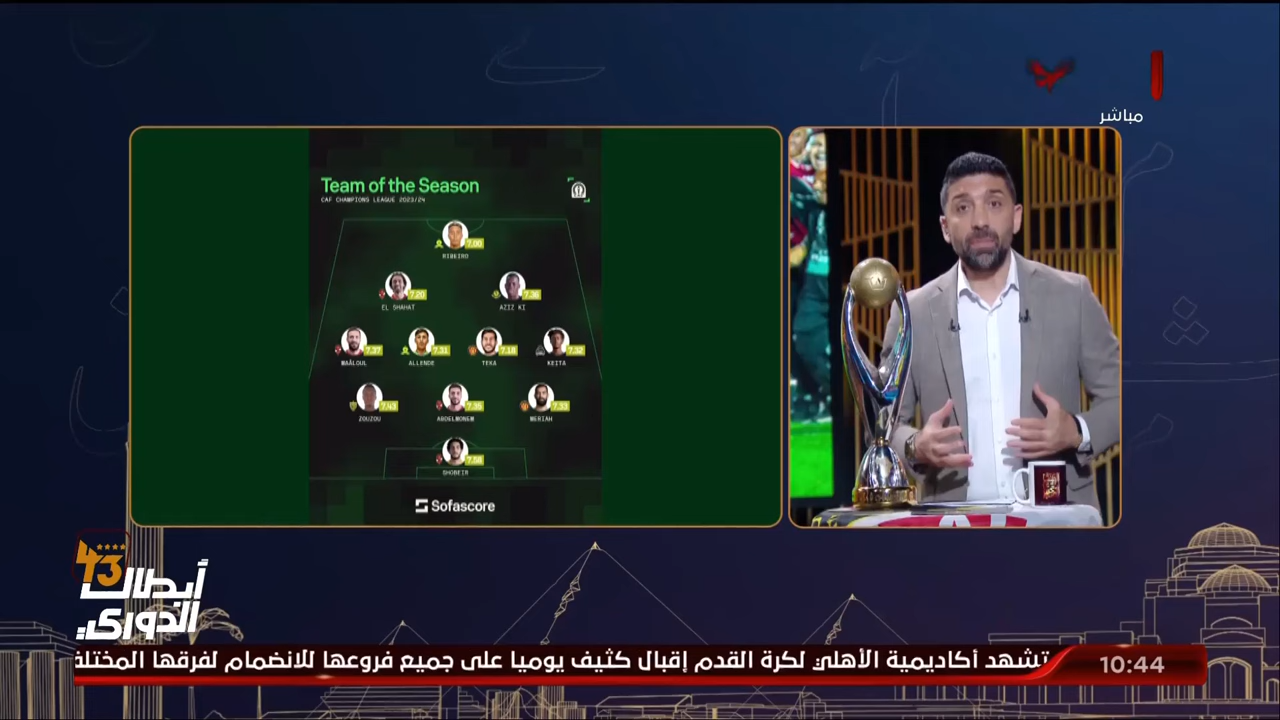 مباشر
Team of the Season
CAF CHAMPIONS LEAGUE 2023/24
7.00
RIBEIRO
7.20
EL SHAHAT
7.36
AZIZ KI
7.37
MAÂLOUL
7.31
ALLENDE
7.18
TEKA
7.32
KEITA
7.43
ZOUZOU
7.35
ABDELMONEM
7.33
MERIAH
7.58
SHOBEIR
Sofascore
43
أبطال
الدوري
تشهد أكاديمية الأهلي لكرة القدم إقبال كثيف يوميا على جميع فروعها للانضمام لفرقها المختلف
10:44